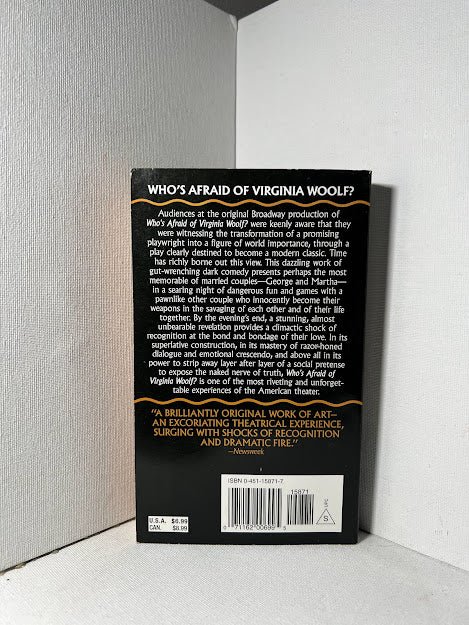 WHO'S AFRAID OF VIRGINIA WOOLF?
Audiences at the original Broadway production of
Who's Afraid of Virginia Woolf? were keenly aware that they
were witnessing the transformation of a promising
playwright into a figure of world importance, through a
play clearly destined to become a modern classic. Time
has richly borne out this view. This dazzling work of
gut-wrenching dark comedy presents perhaps the most
memorable of married couples—George and Martha—
in a searing night of dangerous fun and games with a
pawnlike other couple who innocently become their
weapons in the savaging of each other and of their life
together. By the evening's end, a stunning, almost
unbearable revelation provides a climactic shock of
recognition at the bond and bondage of their love. In its
superlative construction, in its mastery of razor-honed
dialogue and emotional crescendo, and above all in its
power to strip away layer after layer of a social pretense
to expose the naked nerve of truth, Who's Afraid of
Virginia Woolf? is one of the most riveting and unforget-
table experiences of the American theater.
"A BRILLIANTLY ORIGINAL WORK OF ART—
AN EXCORIATING THEATRICAL EXPERIENCE,
SURGING WITH SHOCKS OF RECOGNITION
AND DRAMATIC FIRE."
—Newsweek
ISBN 0-451-15871-7
15871
0 71162 00699 5
UPC
S
U.S.A. $6.99
CAN. $8.99